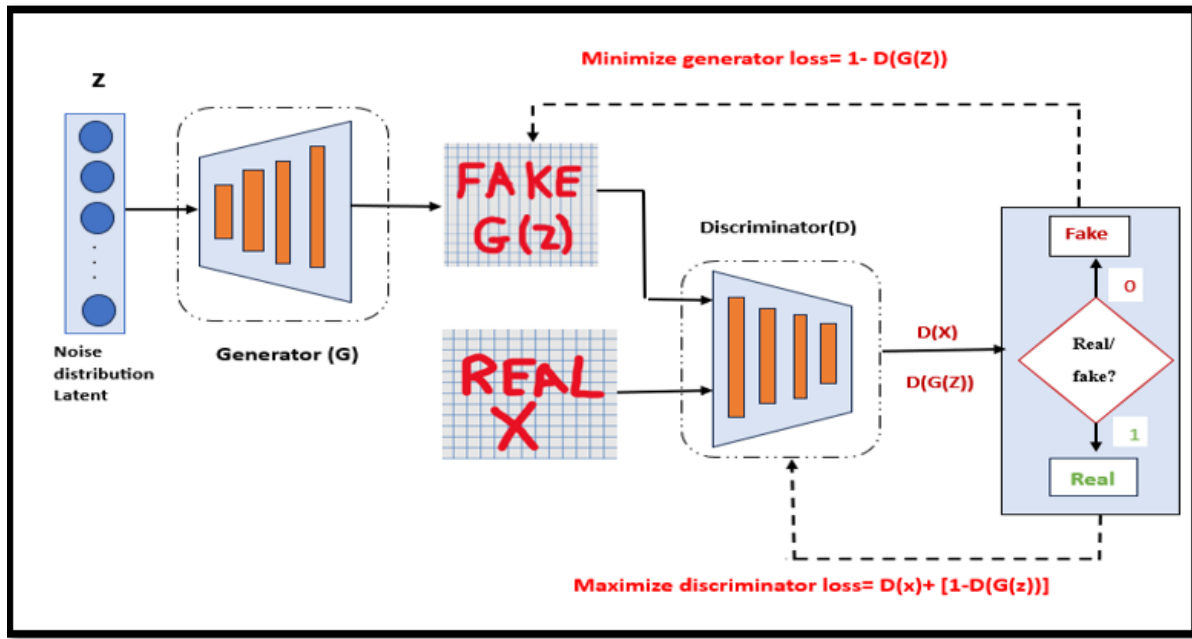 Minimize generator loss= 1- D(G(Z))
Z
FAKE
G(Z)
Discriminator(D)
Fake
0
D(X)
Real/
fake?
D(G(Z))
Noise
distribution
Latent
Generator (G)
REAL
X
1
Real
Maximize discriminator loss= D(x)+ [1-D(G(z))]